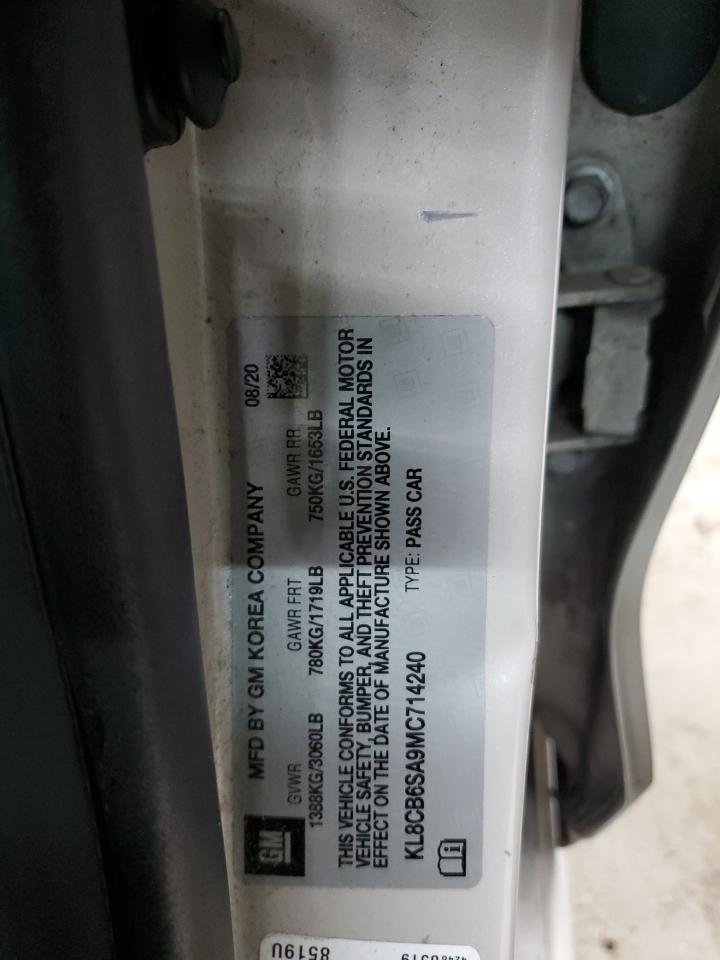 GM
MFD BY GM KOREA COMPANY 08/20
GVWR GAWR FRT GAWR RR
1388KG/3060LB 780KG/1719LB 750KG/1653LB
THIS VEHICLE CONFORMS TO ALL APPLICABLE U.S. FEDERAL MOTOR
VEHICLE SAFETY, BUMPER, AND THEFT PREVENTION STANDARDS IN
EFFECT ON THE DATE OF MANUFACTURE SHOWN ABOVE.
KL8CB6SA9MC714240 TYPE: PASS CAR
i
8519U